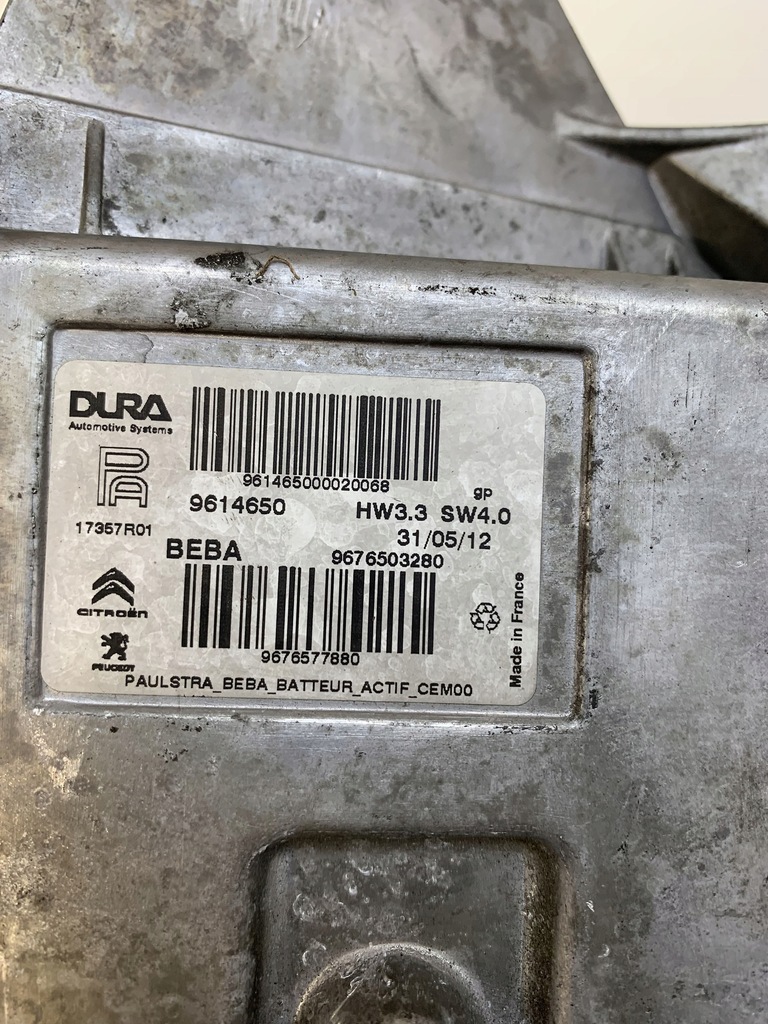 DURA
Automotive Systems
961465000020068
PA
9614650
gp
HW3.3 SW4.0
17357R01
31/05/12
BEBA
9676503280
CITROËN
PEUGEOT
9676577880
Made in France
PAULSTRA_BEBA_BATTEUR_ACTIF_CEM00